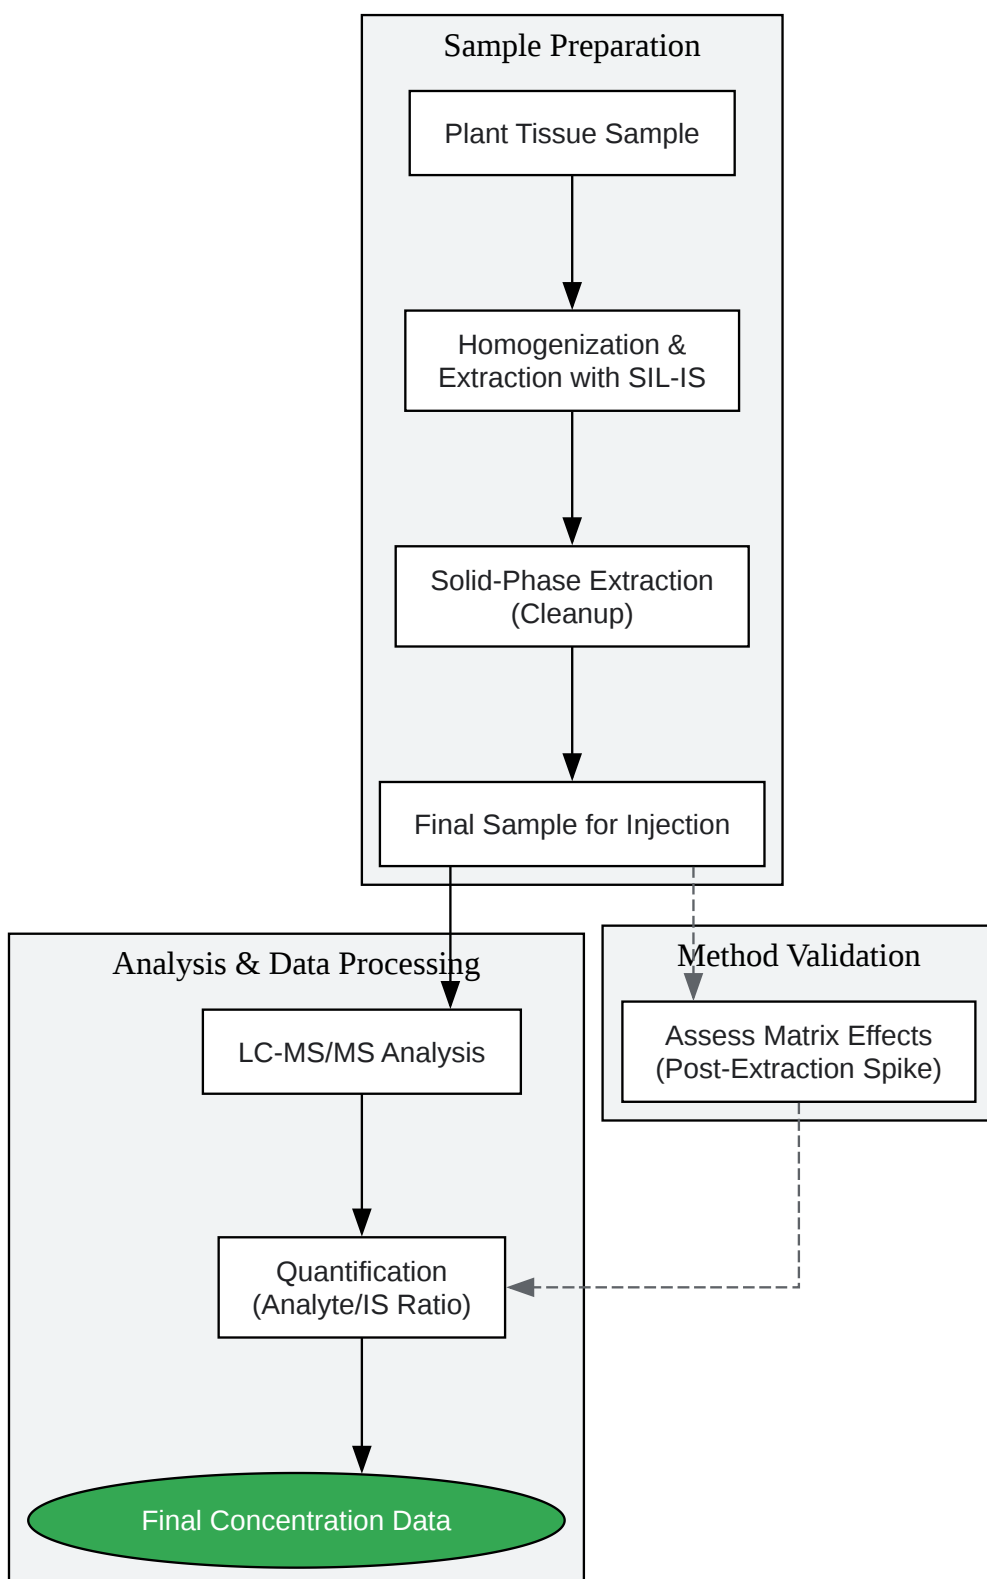 Sample Preparation
Plant Tissue Sample
Homogenization &
Extraction with SIL-IS
Solid-Phase Extraction
(Cleanup)
Final Sample for Injection
Analysis & Data Processing
LC-MS/MS Analysis
Quantification
(Analyte/IS Ratio)
Final Concentration Data
Method Validation
Assess Matrix Effects
(Post-Extraction Spike)